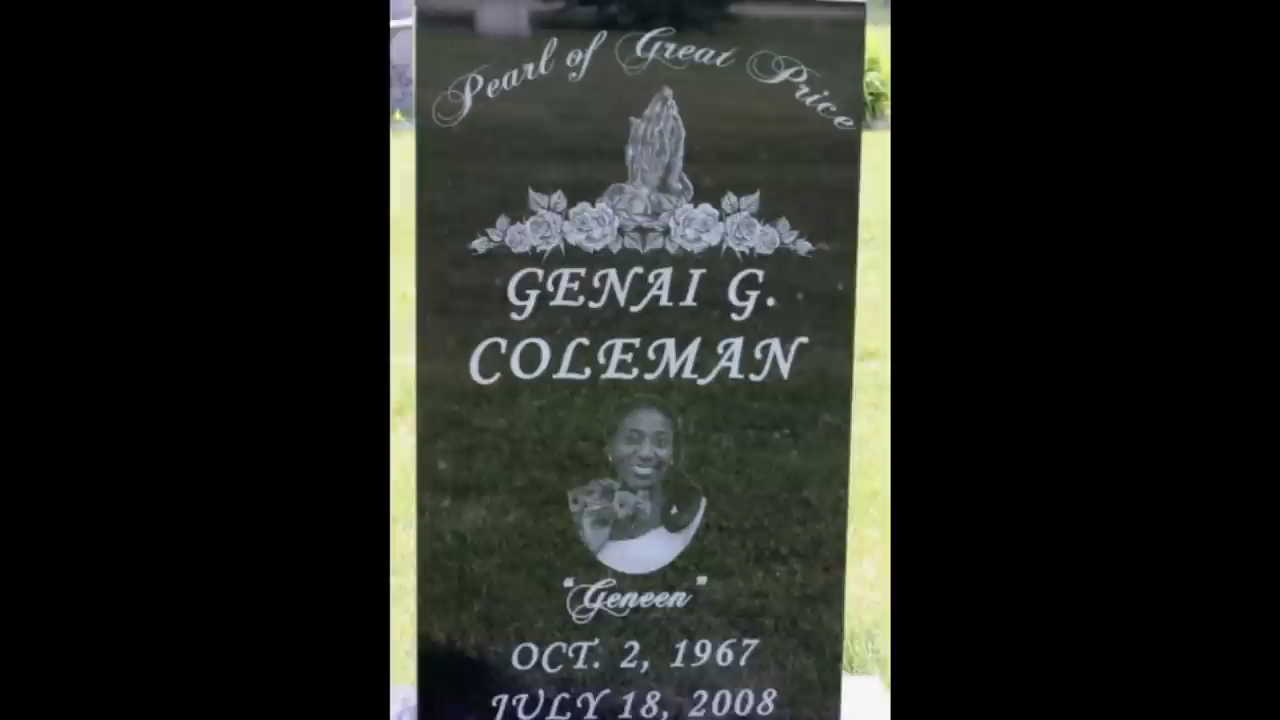 Pearl of Great Price
GENAI G.
COLEMAN
"Geneen"
OCT. 2, 1967
JULY 18, 2008